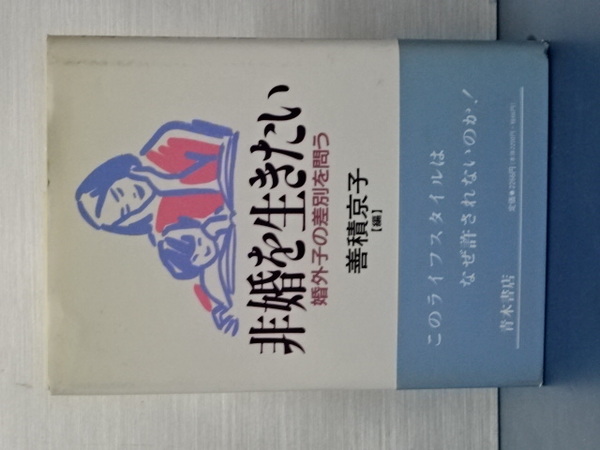 非婚を生きたい
婚外子の差別を問う
善積京子
【編】
このライフスタイルは
なぜ許されないのか！
青木書店